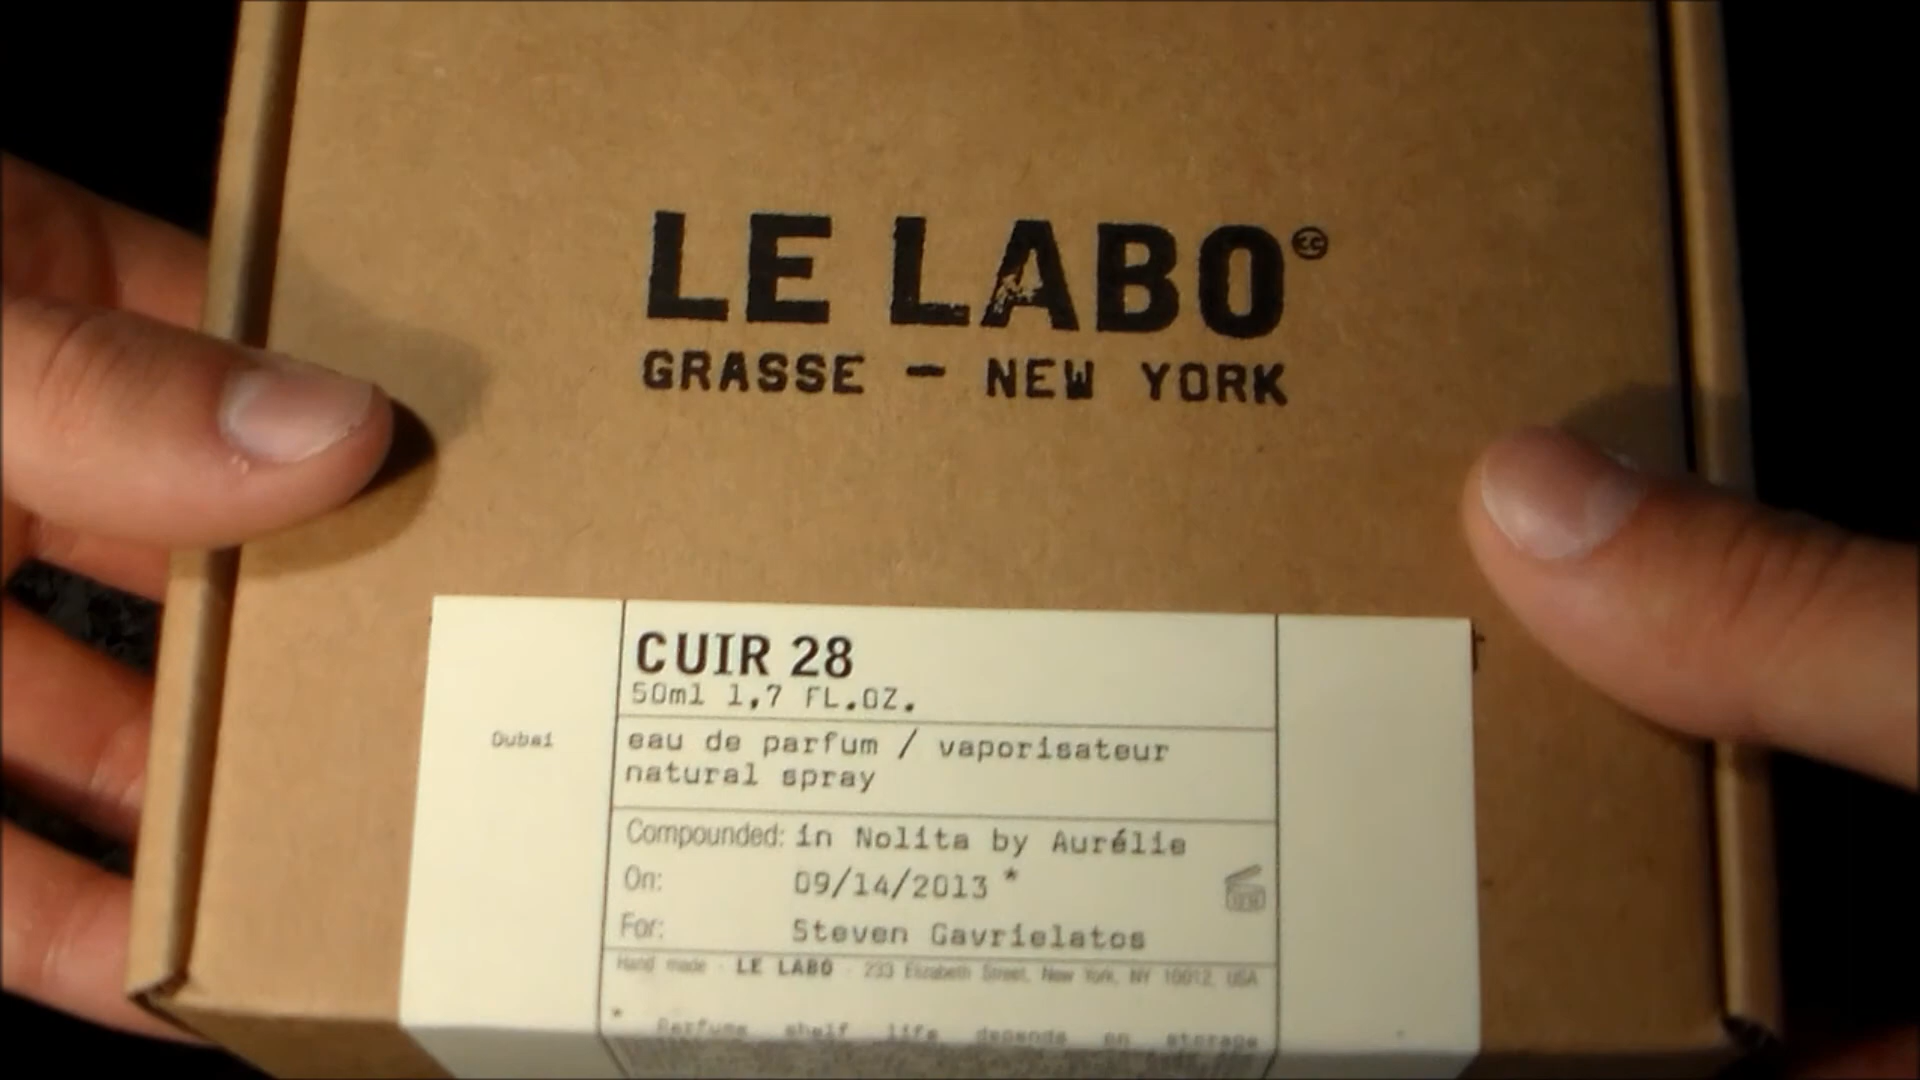 LE LABO
GRASSE - NEW YORK
CUIR 28
50ml 1,7 FL.OZ.
Dubai
eau de parfum / vaporisateur
natural spray
Compounded: in Nolita by Aurélie
On: 09/14/2013 *
For: Steven Gavrielatos
Hand made · LE LABO · 233 Elizabeth Street, New York, NY 10012, USA
* Perfume shelf life depends on storage